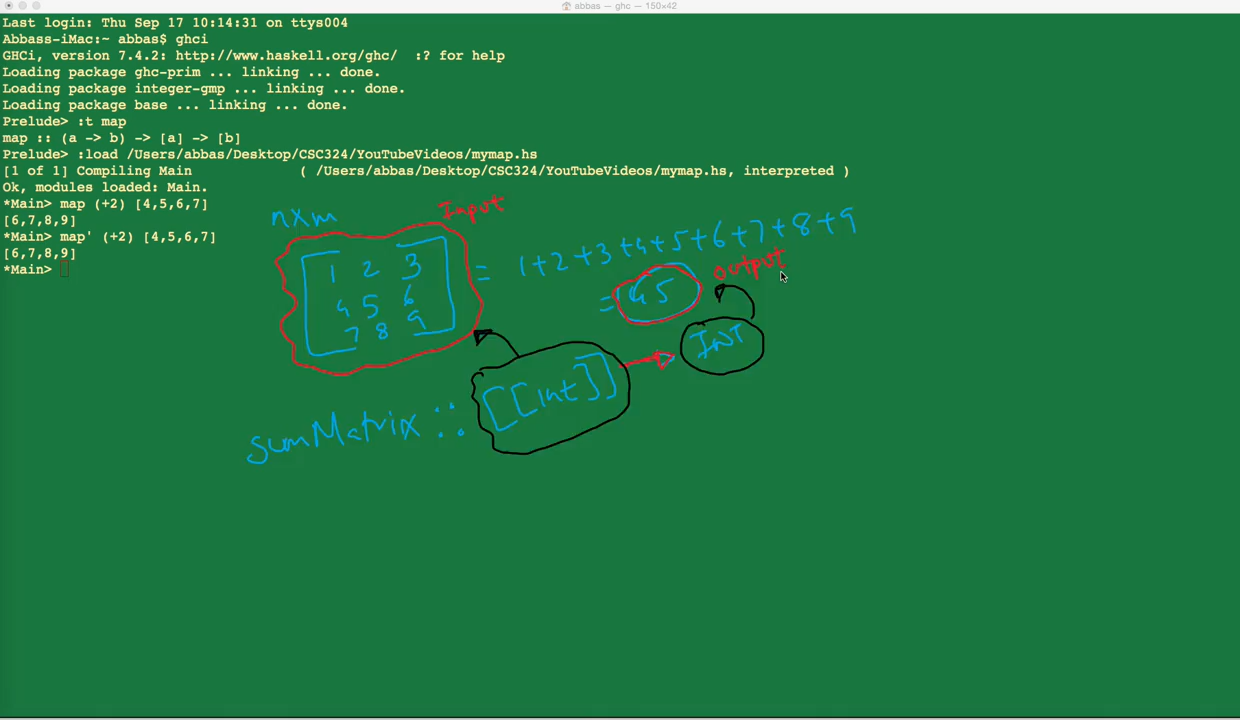 abbas — ghc — 150×42
Last login: Thu Sep 17 10:14:31 on ttys004
Abbass-iMac:~ abbas$ ghci
GHCi, version 7.4.2: http://www.haskell.org/ghc/  :? for help
Loading package ghc-prim ... linking ... done.
Loading package integer-gmp ... linking ... done.
Loading package base ... linking ... done.
Prelude> :t map
map :: (a -> b) -> [a] -> [b]
Prelude> :load /Users/abbas/Desktop/CSC324/YouTubeVideos/mymap.hs
[1 of 1] Compiling Main             ( /Users/abbas/Desktop/CSC324/YouTubeVideos/mymap.hs, interpreted )
Ok, modules loaded: Main.
*Main> map (+2) [4,5,6,7]
[6,7,8,9]
*Main> map' (+2) [4,5,6,7]
[6,7,8,9]
*Main>
nxm
Input
1 2 3
4 5 6
7 8 9
= 1+2+3+4+5+6+7+8+9
= 45
output
sumMatrix :: [[Int]] → INT